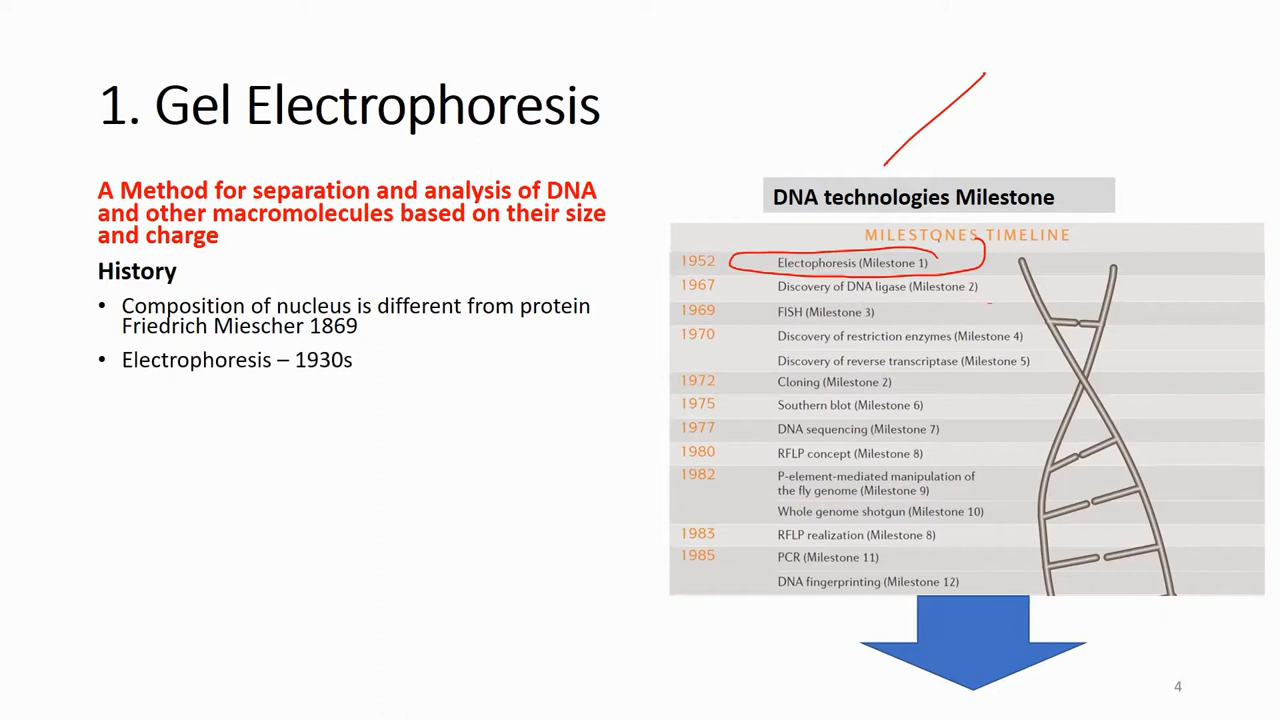 1. Gel Electrophoresis
A Method for separation and analysis of DNA
and other macromolecules based on their size
and charge
History
• Composition of nucleus is different from protein
Friedrich Miescher 1869
• Electrophoresis – 1930s
DNA technologies Milestone
MILESTONES TIMELINE
1952 Electophoresis (Milestone 1)
1967 Discovery of DNA ligase (Milestone 2)
1969 FISH (Milestone 3)
1970 Discovery of restriction enzymes (Milestone 4)
Discovery of reverse transcriptase (Milestone 5)
1972 Cloning (Milestone 2)
1975 Southern blot (Milestone 6)
1977 DNA sequencing (Milestone 7)
1980 RFLP concept (Milestone 8)
1982 P-element-mediated manipulation of
the fly genome (Milestone 9)
Whole genome shotgun (Milestone 10)
1983 RFLP realization (Milestone 8)
1985 PCR (Milestone 11)
DNA fingerprinting (Milestone 12)
4